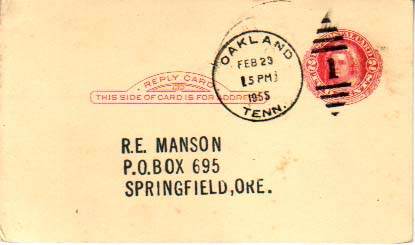 OAKLAND
FEB 23
1 5 PM
1955
TENN.
REPLY CARD
THIS SIDE OF CARD IS FOR ADDRESS
1
R.E. MANSON
P.O.BOX 695
SPRINGFIELD,ORE.